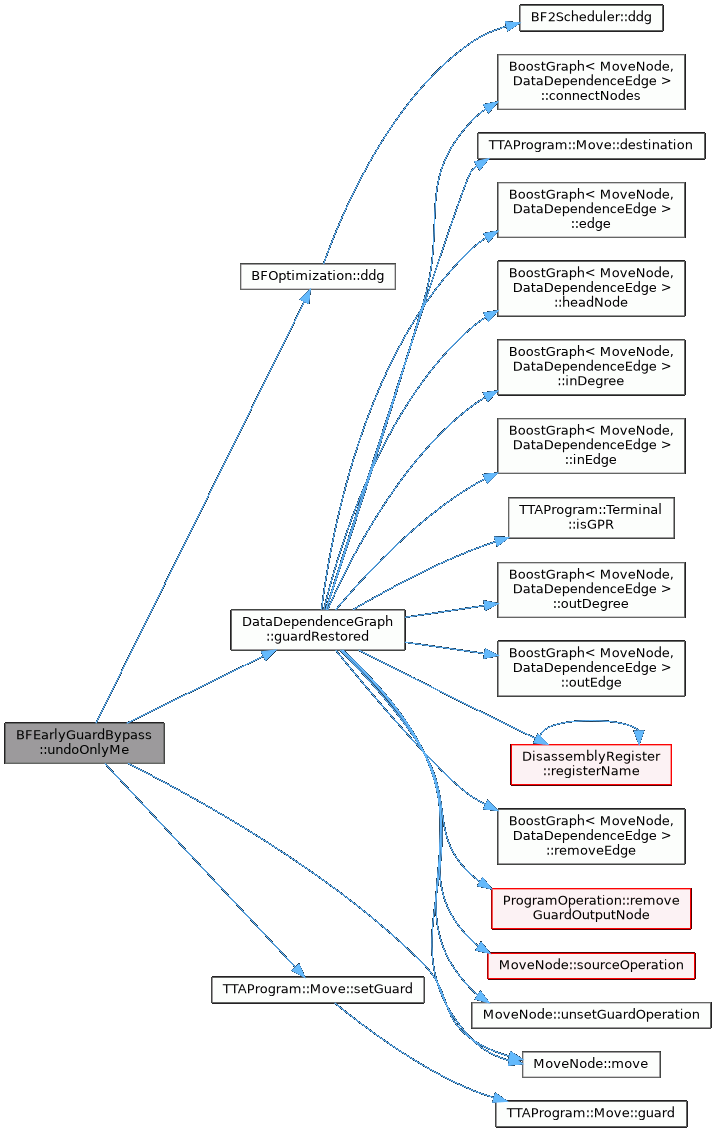 BF2Scheduler::ddg
BoostGraph< MoveNode,
DataDependenceEdge >
::connectNodes
TTAProgram::Move::destination
BoostGraph< MoveNode,
DataDependenceEdge >
::edge
BFOptimization::ddg
BoostGraph< MoveNode,
DataDependenceEdge >
::headNode
BoostGraph< MoveNode,
DataDependenceEdge >
::inDegree
BoostGraph< MoveNode,
DataDependenceEdge >
::inEdge
TTAProgram::Terminal
::isGPR
BoostGraph< MoveNode,
DataDependenceEdge >
::outDegree
DataDependenceGraph
::guardRestored
BoostGraph< MoveNode,
DataDependenceEdge >
::outEdge
BFEarlyGuardBypass
::undoOnlyMe
DisassemblyRegister
::registerName
BoostGraph< MoveNode,
DataDependenceEdge >
::removeEdge
ProgramOperation::remove
GuardOutputNode
MoveNode::sourceOperation
TTAProgram::Move::setGuard
MoveNode::unsetGuardOperation
MoveNode::move
TTAProgram::Move::guard